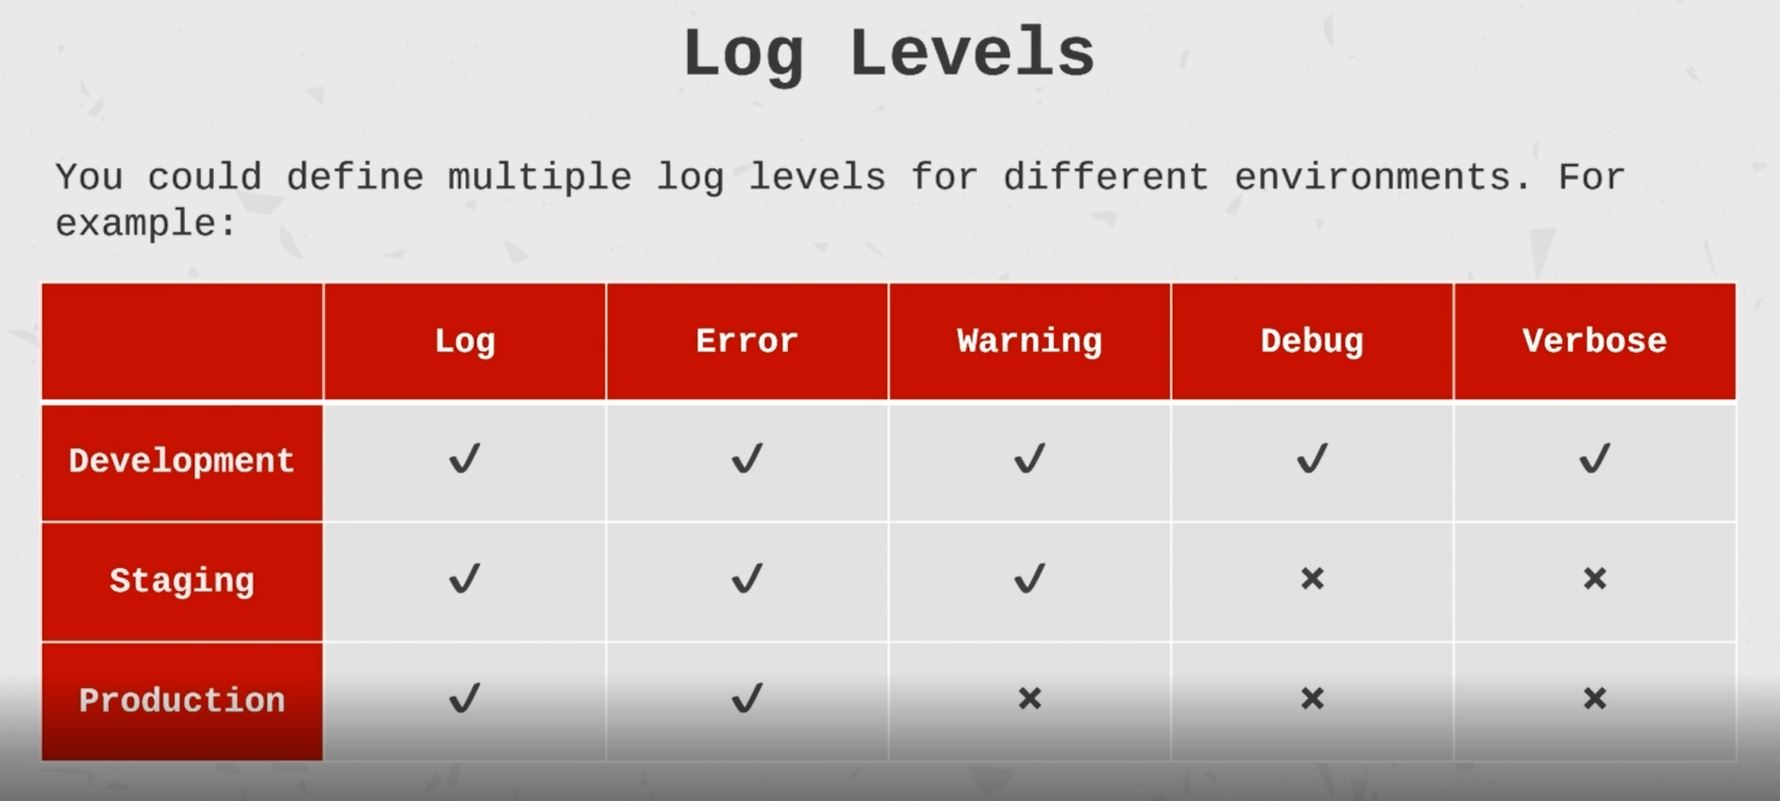 Log Levels
You could define multiple log levels for different environments. For
example:
Log Error Warning Debug Verbose
Development ✓ ✓ ✓ ✓ ✓
Staging ✓ ✓ ✓ ✗ ✗
Production ✓ ✓ ✗ ✗ ✗